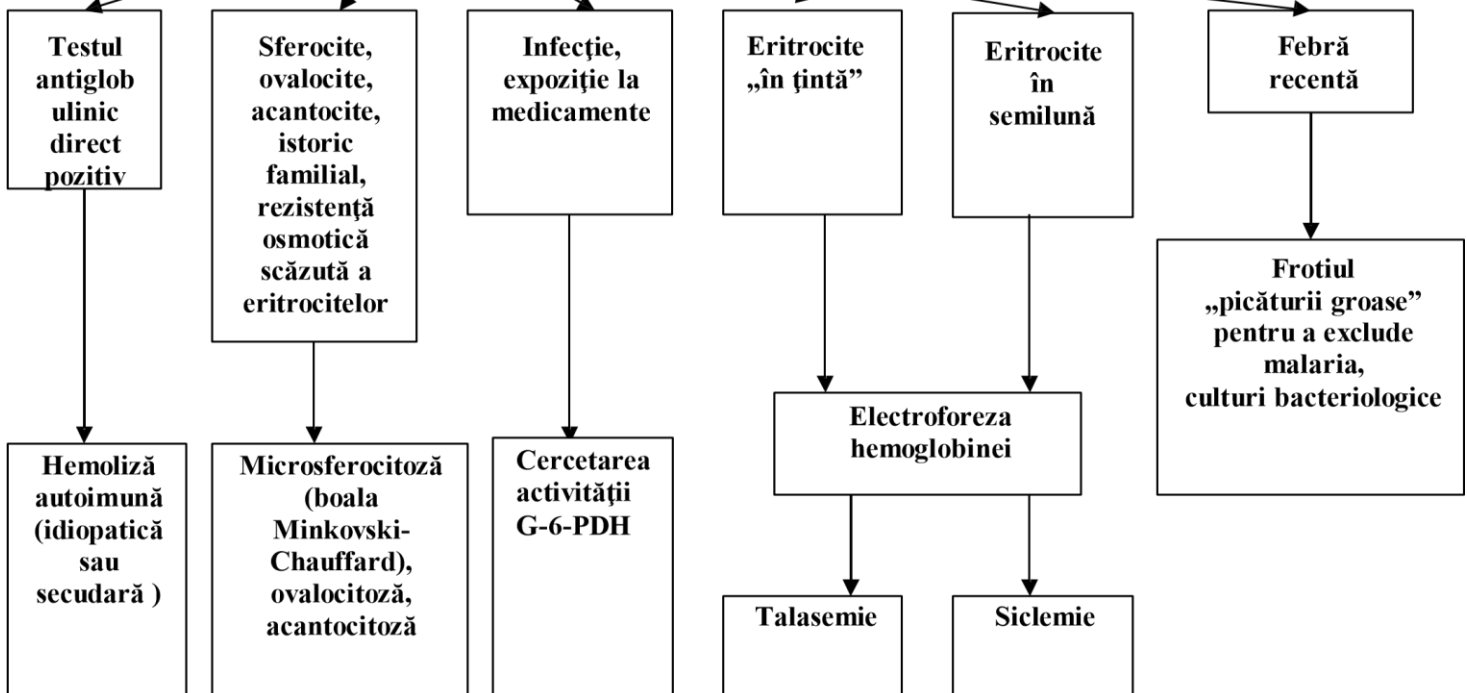 Testul
antiglob
ulinic
direct
pozitiv
Sferocite,
ovalocite,
acantocite,
istoric
familial,
rezistenţă
osmotică
scăzută a
eritrocitelor
Infecţie,
expoziţie la
medicamente
Eritrocite
„în ţintă”
Eritrocite
în
semilună
Febră
recentă
Frotiul
„picăturii groase”
pentru a exclude
malaria,
culturi bacteriologice
Electroforeza
hemoglobinei
Hemoliză
autoimună
(idiopatică
sau
secudară )
Microsferocitoză
(boala
Minkovski-
Chauffard),
ovalocitoză,
acantocitoză
Cercetarea
activităţii
G-6-PDH
Talasemie
Siclemie